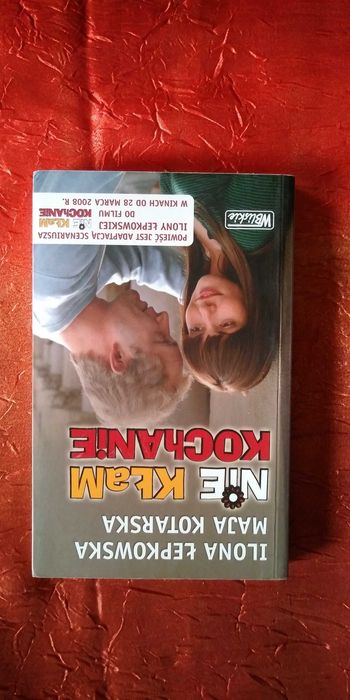 ILONA ŁEPKOWSKA
MAJA KOTARSKA
NiE KŁaM
KOChANiE
WBliskie
POWIEŚĆ JEST ADAPTACJĄ SCENARIUSZA
ILONY ŁEPKOWSKIEJ
DO FILMU
NiE KŁaM
KOChANiE
W KINACH OD 28 MARCA 2008 R.